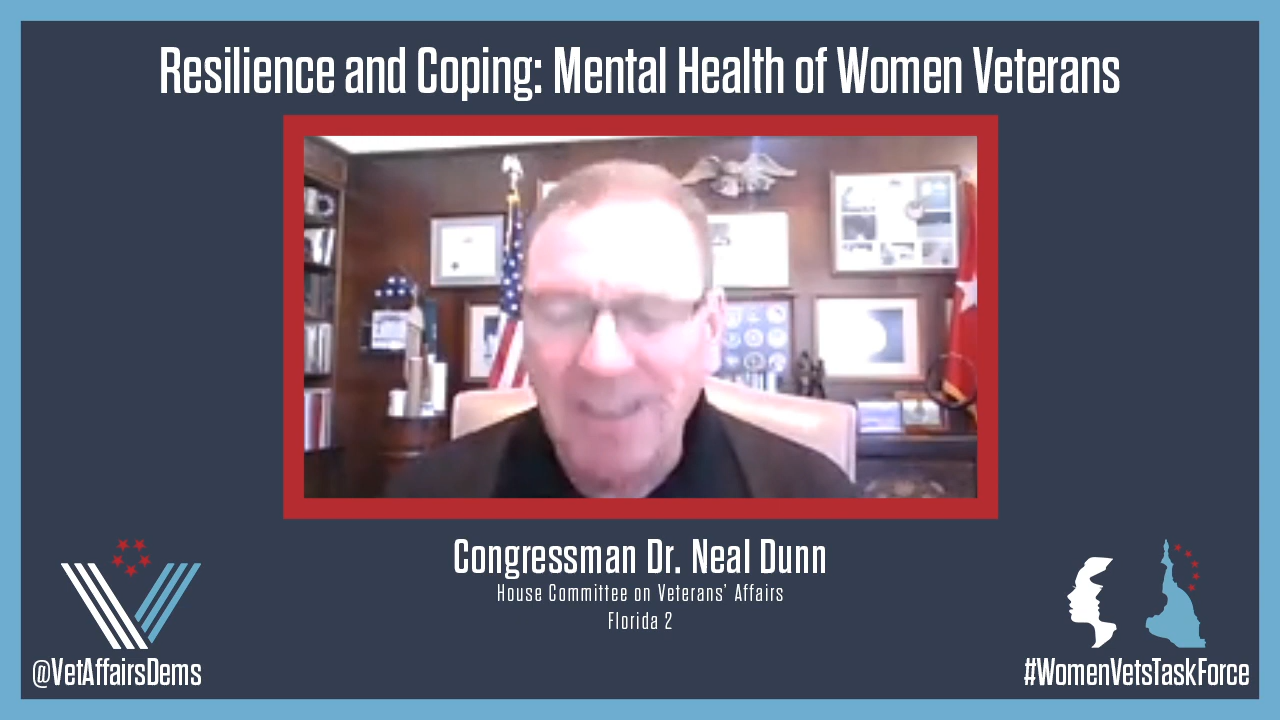 Resilience and Coping: Mental Health of Women Veterans
Congressman Dr. Neal Dunn
House Committee on Veterans' Affairs
Florida 2
@VetAffairsDems
#WomenVetsTaskForce